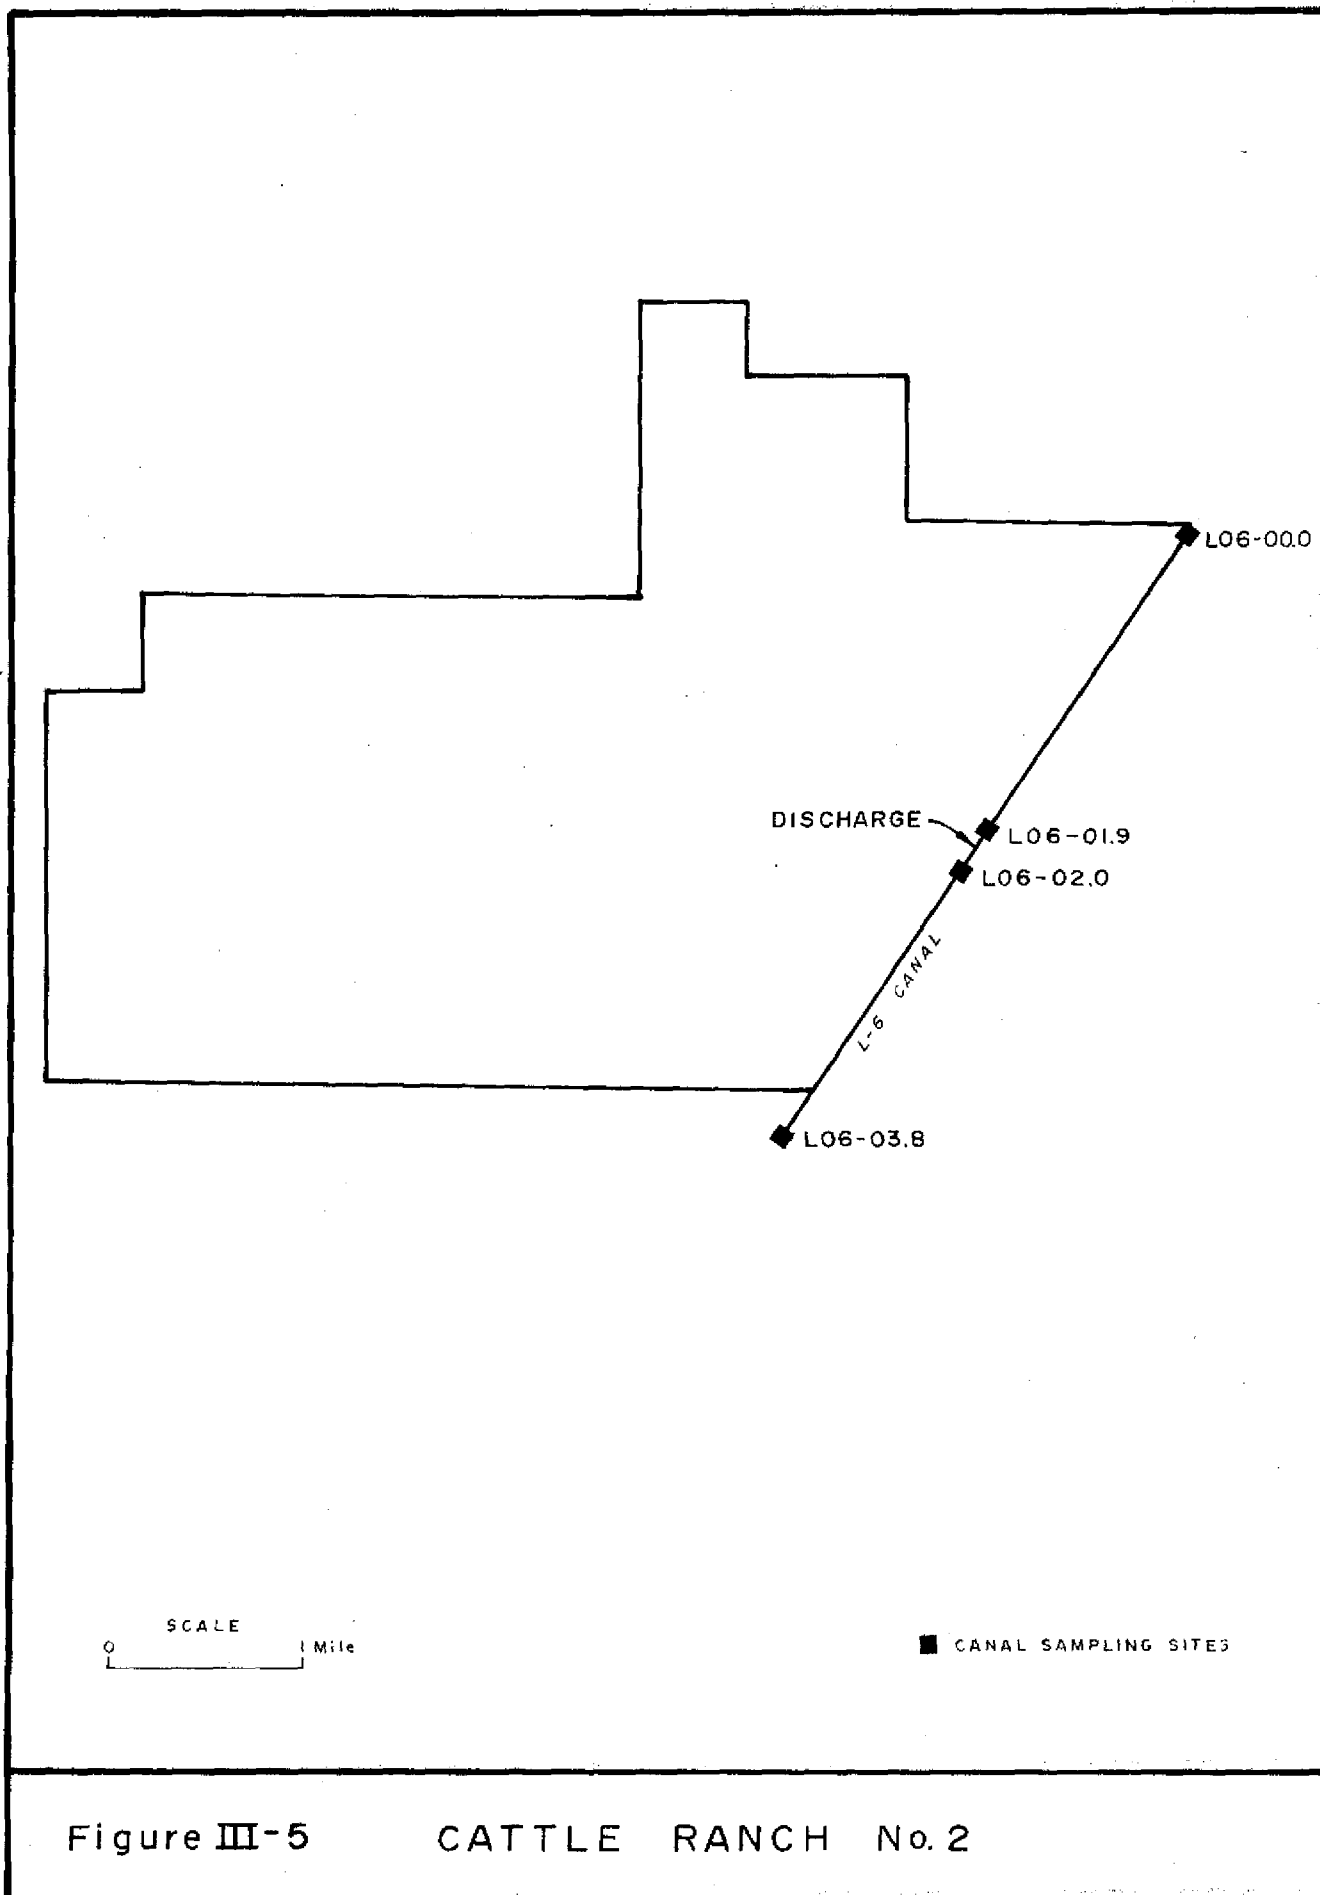 L06-00.0
DISCHARGE
L06-01.9
L06-02.0
L-6 CANAL
L06-03.8
SCALE
0 1 Mile
CANAL SAMPLING SITES
Figure III-5 CATTLE RANCH No. 2